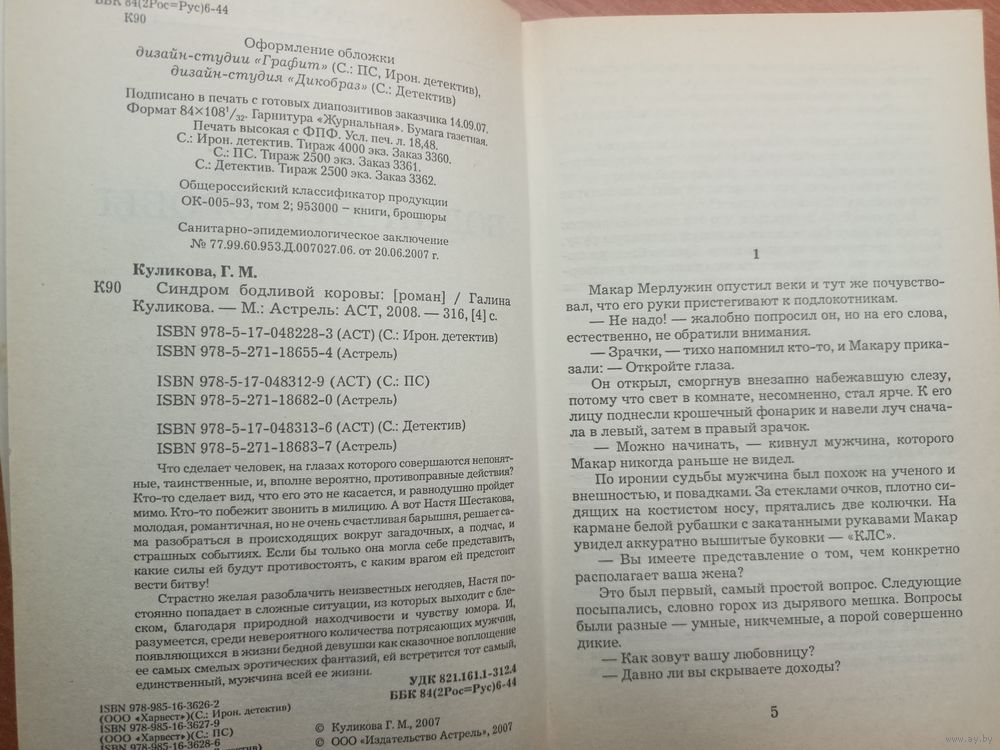 ББК 84(2Рос=Рус)6-44
К90
Оформление обложки
дизайн-студии «Графит» (С.: ПС, Ирон. детектив),
дизайн-студия «Дикобраз» (С.: Детектив)
Подписано в печать с готовых диапозитивов заказчика 14.09.07.
Формат 84×108 1/32. Гарнитура «Журнальная». Бумага газетная.
Печать высокая с ФПФ. Усл. печ. л. 18,48.
С.: Ирон. детектив. Тираж 4000 экз. Заказ 3360.
С.: ПС. Тираж 2500 экз. Заказ 3361.
С.: Детектив. Тираж 2500 экз. Заказ 3362.
Общероссийский классификатор продукции
ОК-005-93, том 2; 953000 – книги, брошюры
Санитарно-эпидемиологическое заключение
№ 77.99.60.953.Д.007027.06. от 20.06.2007 г.
Куликова, Г. М.
К90 Синдром бодливой коровы: [роман] / Галина
Куликова. — М.: Астрель: АСТ, 2008. — 316, [4] с.
ISBN 978-5-17-048228-3 (АСТ) (С.: Ирон. детектив)
ISBN 978-5-271-18655-4 (Астрель)
ISBN 978-5-17-048312-9 (АСТ) (С.: ПС)
ISBN 978-5-271-18682-0 (Астрель)
ISBN 978-5-17-048313-6 (АСТ) (С.: Детектив)
ISBN 978-5-271-18683-7 (Астрель)
Что сделает человек, на глазах которого совершаются непонят-
ные, таинственные, и, вполне вероятно, противоправные действия?
Кто-то сделает вид, что его это не касается, и равнодушно пройдет
мимо. Кто-то побежит звонить в милицию. А вот Настя Шестакова,
молодая, романтичная, но не очень счастливая барышня, решает са-
ма разобраться в происходящих вокруг загадочных, а подчас, и
страшных событиях. Если бы только она могла себе представить,
какие силы ей будут противостоять, с каким врагом ей предстоит
вести битву!
Страстно желая разоблачить неизвестных негодяев, Настя по-
стоянно попадает в сложные ситуации, из которых выходит с бле-
ском, благодаря природной находчивости и чувству юмора. И,
разумеется, среди невероятного количества потрясающих мужчин,
появляющихся в жизни бедной девушки как сказочное воплощение
ее самых смелых эротических фантазий, ей встретится тот самый,
единственный, мужчина всей ее жизни.
УДК 821.161.1-312.4
ББК 84(2Рос=Рус)6-44
ISBN 978-985-16-3626-2
(ООО «Харвест»)(С.: Ирон. детектив)
ISBN 978-985-16-3627-9
(ООО «Харвест»)(С.: ПС)
ISBN 978-985-16-3628-6
© Куликова Г. М., 2007
© ООО «Издательство Астрель», 2007
1
Макар Мерлужин опустил веки и тут же почувство-
вал, что его руки пристегивают к подлокотникам.
— Не надо! — жалобно попросил он, но на его слова,
естественно, не обратили внимания.
— Зрачки, — тихо напомнил кто-то, и Макару прика-
зали: — Откройте глаза.
Он открыл, сморгнув внезапно набежавшую слезу,
потому что свет в комнате, несомненно, стал ярче. К его
лицу поднесли крошечный фонарик и навели луч снача-
ла в левый, затем в правый зрачок.
— Можно начинать, — кивнул мужчина, которого
Макар никогда раньше не видел.
По иронии судьбы мужчина был похож на ученого и
внешностью, и повадками. За стеклами очков, плотно си-
дящих на костистом носу, прятались две колючки. На
кармане белой рубашки с закатанными рукавами Макар
увидел аккуратно вышитые буковки — «КЛС».
— Вы имеете представление о том, чем конкретно
располагает ваша жена?
Это был первый, самый простой вопрос. Следующие
посыпались, словно горох из дырявого мешка. Вопросы
были разные — умные, никчемные, а порой совершенно
дикие.
— Как зовут вашу любовницу?
— Давно ли вы скрываете доходы?
5
www.ay.by